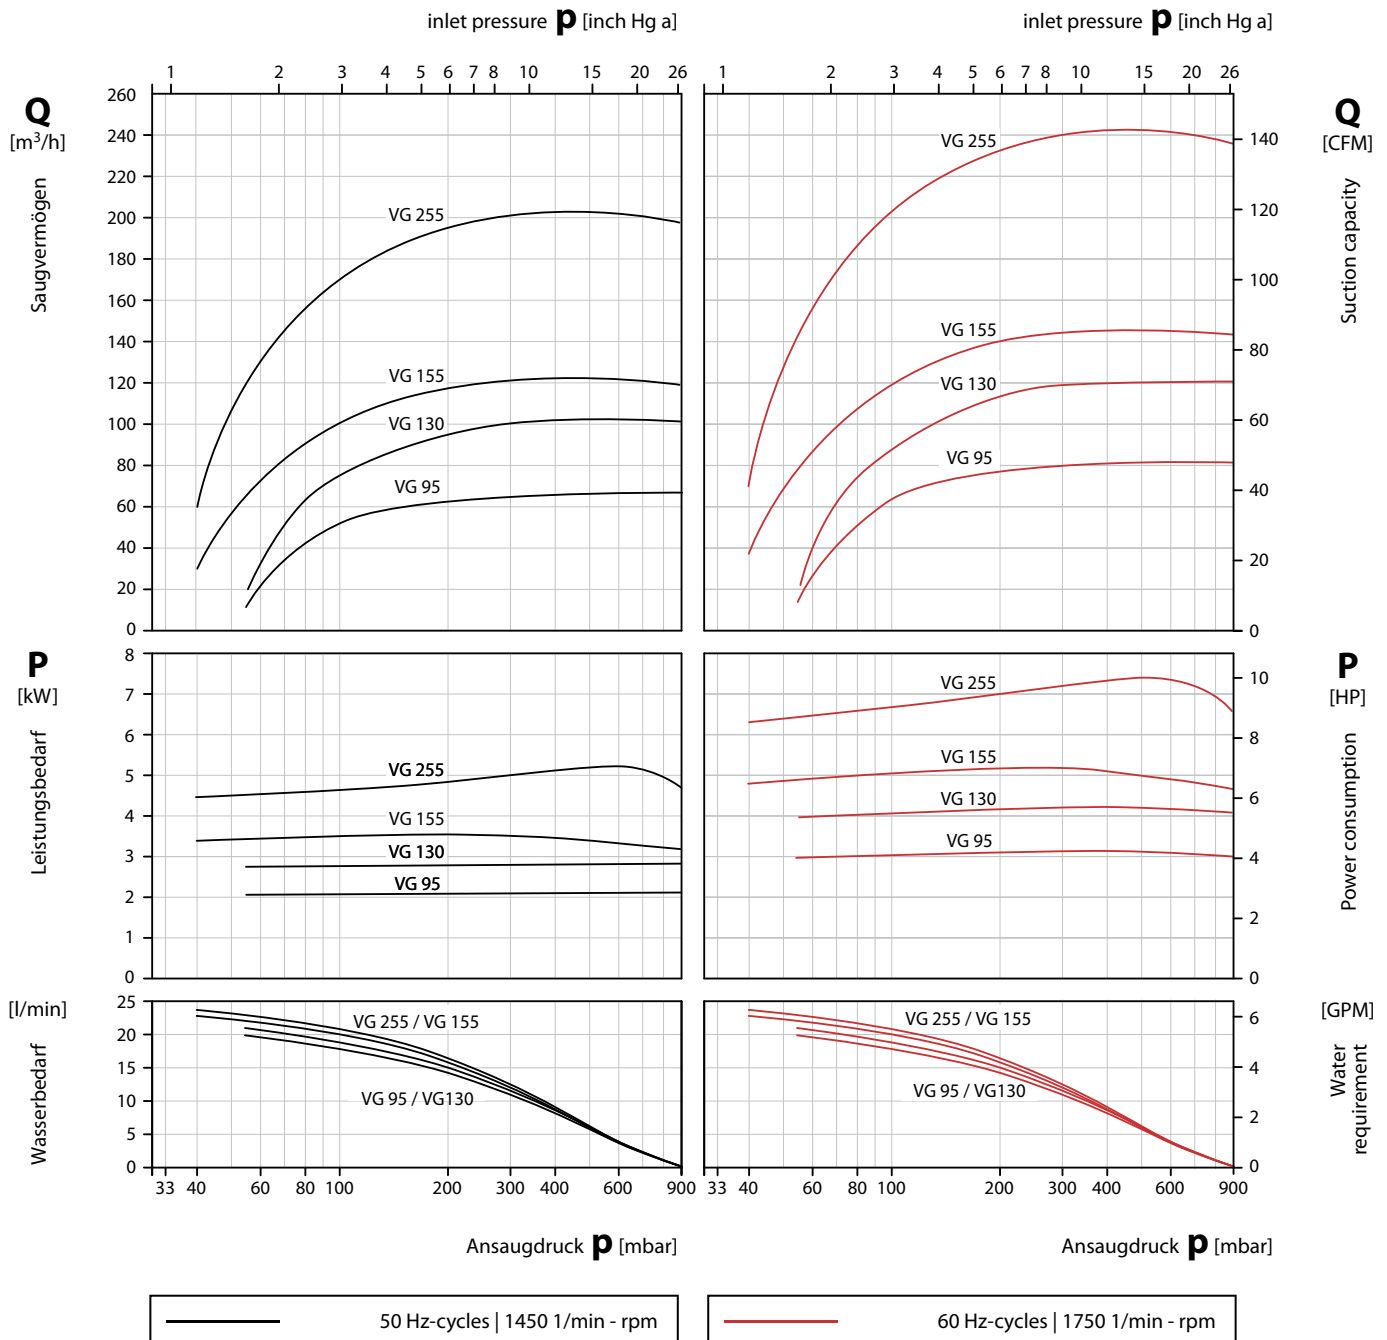 inlet pressure p [inch Hg a] inlet pressure p [inch Hg a]
1 2 3 4 5 6 7 8 10 15 20 26 1 2 3 4 5 6 7 8 10 15 20 26
Q
[m³/h]
Saugvermögen
260
240
220
200
180
160
140
120
100
80
60
40
20
0
VG 255
VG 155
VG 130
VG 95
VG 255
VG 155
VG 130
VG 95
140
120
100
80
60
40
20
0
Q
[CFM]
Suction capacity
P
[kW]
Leistungsbedarf
8
7
6
5
4
3
2
1
0
VG 255
VG 155
VG 130
VG 95
VG 255
VG 155
VG 130
VG 95
10
8
6
4
2
0
P
[HP]
Power consumption
[l/min]
Wasserbedarf
25
20
15
10
5
0
VG 255 / VG 155
VG 95 / VG130
VG 255 / VG 155
VG 95 / VG130
6
4
2
0
[GPM]
Water
requirement
33 40 60 80 100 200 300 400 600 900 33 40 60 80 100 200 300 400 600 900
Ansaugdruck p [mbar] Ansaugdruck p [mbar]
50 Hz-cycles | 1450 1/min - rpm 60 Hz-cycles | 1750 1/min - rpm